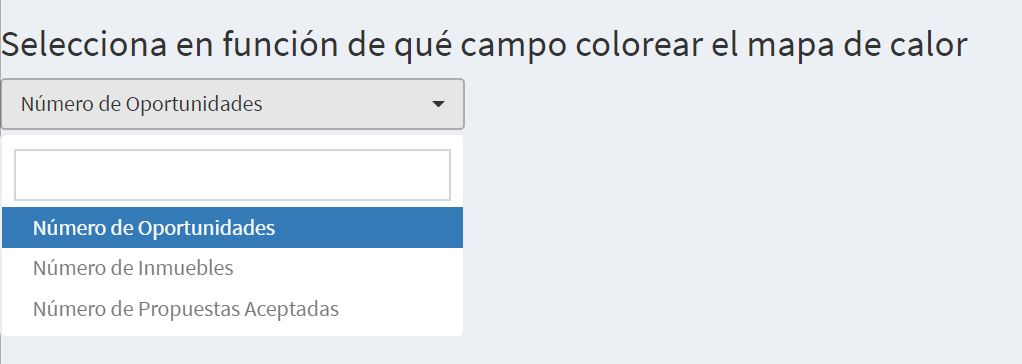 Selecciona en función de qué campo colorear el mapa de calor
Número de Oportunidades
Número de Oportunidades
Número de Inmuebles
Número de Propuestas Aceptadas